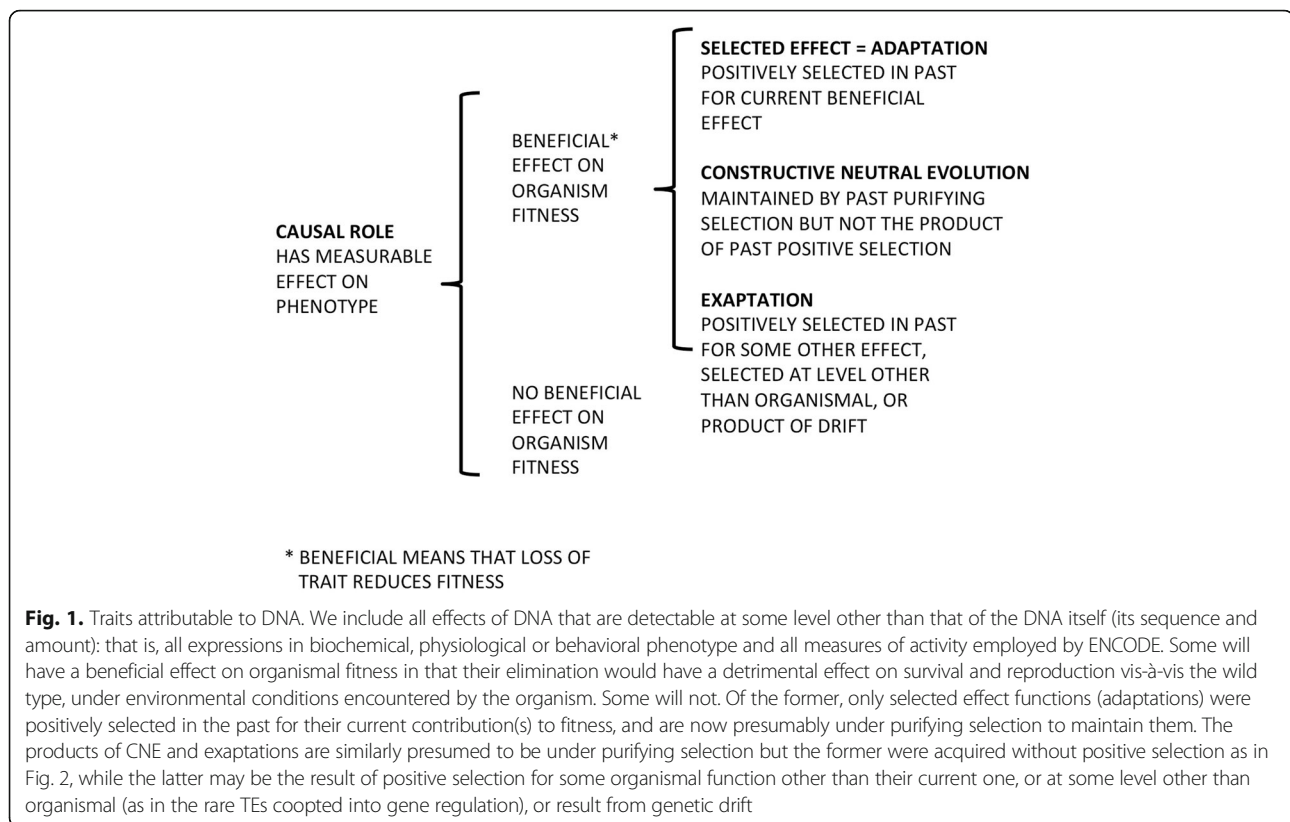 CAUSAL ROLE
HAS MEASURABLE
EFFECT ON
PHENOTYPE
BENEFICIAL*
EFFECT ON
ORGANISM
FITNESS
NO BENEFICIAL
EFFECT ON
ORGANISM
FITNESS
SELECTED EFFECT = ADAPTATION
POSITIVELY SELECTED IN PAST
FOR CURRENT BENEFICIAL
EFFECT
CONSTRUCTIVE NEUTRAL EVOLUTION
MAINTAINED BY PAST PURIFYING
SELECTION BUT NOT THE PRODUCT
OF PAST POSITIVE SELECTION
EXAPTATION
POSITIVELY SELECTED IN PAST
FOR SOME OTHER EFFECT,
SELECTED AT LEVEL OTHER
THAN ORGANISMAL, OR
PRODUCT OF DRIFT
* BENEFICIAL MEANS THAT LOSS OF
TRAIT REDUCES FITNESS
Fig. 1. Traits attributable to DNA. We include all effects of DNA that are detectable at some level other than that of the DNA itself (its sequence and
amount): that is, all expressions in biochemical, physiological or behavioral phenotype and all measures of activity employed by ENCODE. Some will
have a beneficial effect on organismal fitness in that their elimination would have a detrimental effect on survival and reproduction vis-à-vis the wild
type, under environmental conditions encountered by the organism. Some will not. Of the former, only selected effect functions (adaptations) were
positively selected in the past for their current contribution(s) to fitness, and are now presumably under purifying selection to maintain them. The
products of CNE and exaptations are similarly presumed to be under purifying selection but the former were acquired without positive selection as in
Fig. 2, while the latter may be the result of positive selection for some organismal function other than their current one, or at some level other than
organismal (as in the rare TEs coopted into gene regulation), or result from genetic drift